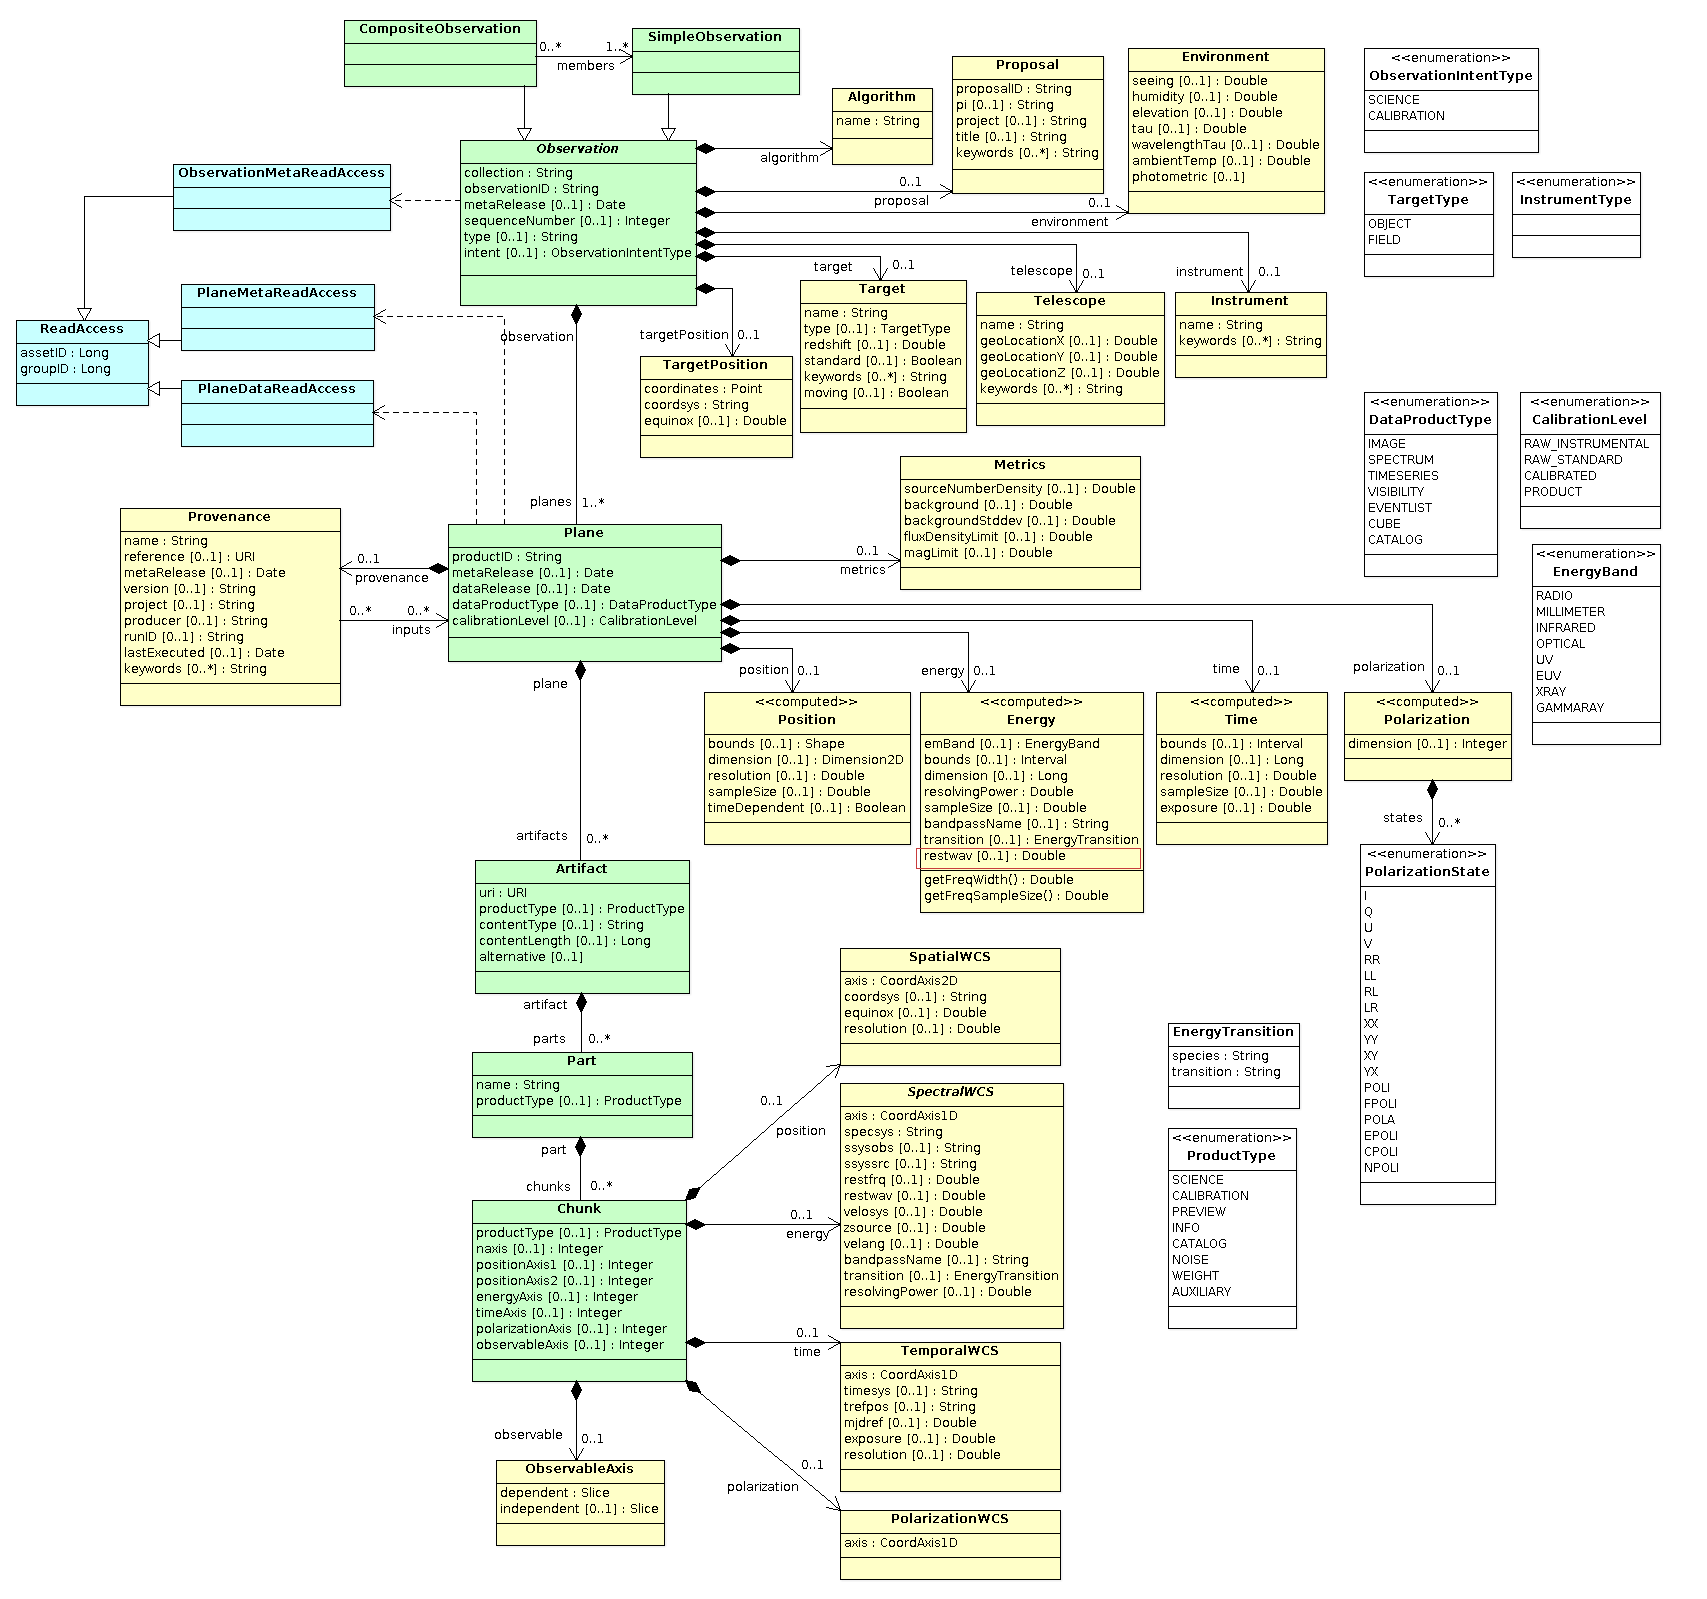 CompositeObservation
0..*
1..*
members
SimpleObservation
Algorithm
name : String
algorithm
Proposal
proposalID : String
pi [0..1] : String
project [0..1] : String
title [0..1] : String
keywords [0..*] : String
0..1
proposal
Environment
seeing [0..1] : Double
humidity [0..1] : Double
elevation [0..1] : Double
tau [0..1] : Double
wavelengthTau [0..1] : Double
ambientTemp [0..1] : Double
photometric [0..1]
0..1
environment
<<enumeration>>
ObservationIntentType
SCIENCE
CALIBRATION
<<enumeration>>
TargetType
OBJECT
FIELD
<<enumeration>>
InstrumentType
Observation
collection : String
observationID : String
metaRelease [0..1] : Date
sequenceNumber [0..1] : Integer
type [0..1] : String
intent [0..1] : ObservationIntentType
ObservationMetaReadAccess
PlaneMetaReadAccess
ReadAccess
assetID : Long
groupID : Long
PlaneDataReadAccess
observation
targetPosition
0..1
TargetPosition
coordinates : Point
coordsys : String
equinox [0..1] : Double
target
0..1
Target
name : String
type [0..1] : TargetType
redshift [0..1] : Double
standard [0..1] : Boolean
keywords [0..*] : String
moving [0..1] : Boolean
telescope
0..1
Telescope
name : String
geoLocationX [0..1] : Double
geoLocationY [0..1] : Double
geoLocationZ [0..1] : Double
keywords [0..*] : String
instrument
0..1
Instrument
name : String
keywords [0..*] : String
<<enumeration>>
DataProductType
IMAGE
SPECTRUM
TIMESERIES
VISIBILITY
EVENTLIST
CUBE
CATALOG
<<enumeration>>
CalibrationLevel
RAW_INSTRUMENTAL
RAW_STANDARD
CALIBRATED
PRODUCT
<<enumeration>>
EnergyBand
RADIO
MILLIMETER
INFRARED
OPTICAL
UV
EUV
XRAY
GAMMARAY
planes
1..*
Metrics
sourceNumberDensity [0..1] : Double
background [0..1] : Double
backgroundStddev [0..1] : Double
fluxDensityLimit [0..1] : Double
magLimit [0..1] : Double
0..1
metrics
Provenance
name : String
reference [0..1] : URI
metaRelease [0..1] : Date
version [0..1] : String
project [0..1] : String
producer [0..1] : String
runID [0..1] : String
lastExecuted [0..1] : Date
keywords [0..*] : String
0..1
provenance
0..*
0..*
inputs
Plane
productID : String
metaRelease [0..1] : Date
dataRelease [0..1] : Date
dataProductType [0..1] : DataProductType
calibrationLevel [0..1] : CalibrationLevel
plane
position
0..1
energy
0..1
time
0..1
polarization
0..1
<<computed>>
Position
bounds [0..1] : Shape
dimension [0..1] : Dimension2D
resolution [0..1] : Double
sampleSize [0..1] : Double
timeDependent [0..1] : Boolean
<<computed>>
Energy
emBand [0..1] : EnergyBand
bounds [0..1] : Interval
dimension [0..1] : Long
resolvingPower : Double
sampleSize [0..1] : Double
bandpassName [0..1] : String
transition [0..1] : EnergyTransition
restwav [0..1] : Double
getFreqWidth() : Double
getFreqSampleSize() : Double
<<computed>>
Time
bounds [0..1] : Interval
dimension [0..1] : Long
resolution [0..1] : Double
sampleSize [0..1] : Double
exposure [0..1] : Double
<<computed>>
Polarization
dimension [0..1] : Integer
states
0..*
<<enumeration>>
PolarizationState
I
Q
U
V
RR
LL
RL
LR
XX
YY
XY
YX
POLI
FPOLI
POLA
EPOLI
CPOLI
NPOLI
artifacts
0..*
Artifact
uri : URI
productType [0..1] : ProductType
contentType [0..1] : String
contentLength [0..1] : Long
alternative [0..1]
artifact
parts
0..*
Part
name : String
productType [0..1] : ProductType
part
chunks
0..*
Chunk
productType [0..1] : ProductType
naxis [0..1] : Integer
positionAxis1 [0..1] : Integer
positionAxis2 [0..1] : Integer
energyAxis [0..1] : Integer
timeAxis [0..1] : Integer
polarizationAxis [0..1] : Integer
observableAxis [0..1] : Integer
SpatialWCS
axis : CoordAxis2D
coordsys [0..1] : String
equinox [0..1] : Double
resolution [0..1] : Double
0..1
position
SpectralWCS
axis : CoordAxis1D
specsys : String
ssysobs [0..1] : String
ssyssrc [0..1] : String
restfrq [0..1] : Double
restwav [0..1] : Double
velosys [0..1] : Double
zsource [0..1] : Double
velang [0..1] : Double
bandpassName [0..1] : String
transition [0..1] : EnergyTransition
resolvingPower [0..1] : Double
0..1
energy
EnergyTransition
species : String
transition : String
<<enumeration>>
ProductType
SCIENCE
CALIBRATION
PREVIEW
INFO
CATALOG
NOISE
WEIGHT
AUXILIARY
0..1
time
TemporalWCS
axis : CoordAxis1D
timesys [0..1] : String
trefpos [0..1] : String
mjdref [0..1] : Double
exposure [0..1] : Double
resolution [0..1] : Double
observable
0..1
ObservableAxis
dependent : Slice
independent [0..1] : Slice
0..1
polarization
PolarizationWCS
axis : CoordAxis1D